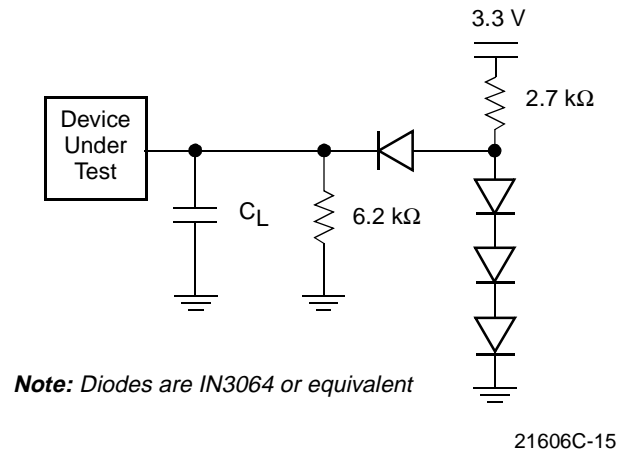 3.3 V
2.7 kΩ
Device
Under
Test
CL
6.2 kΩ
Note: Diodes are IN3064 or equivalent
21606C-15